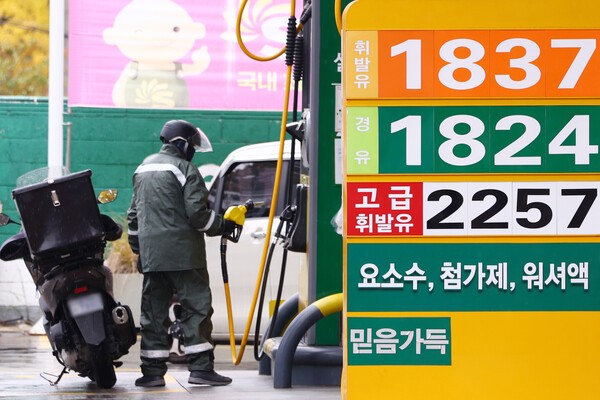 휘발유 1837
경유 1824
고급
휘발유 2257
요소수, 첨가제, 워셔액
믿음가득
국내